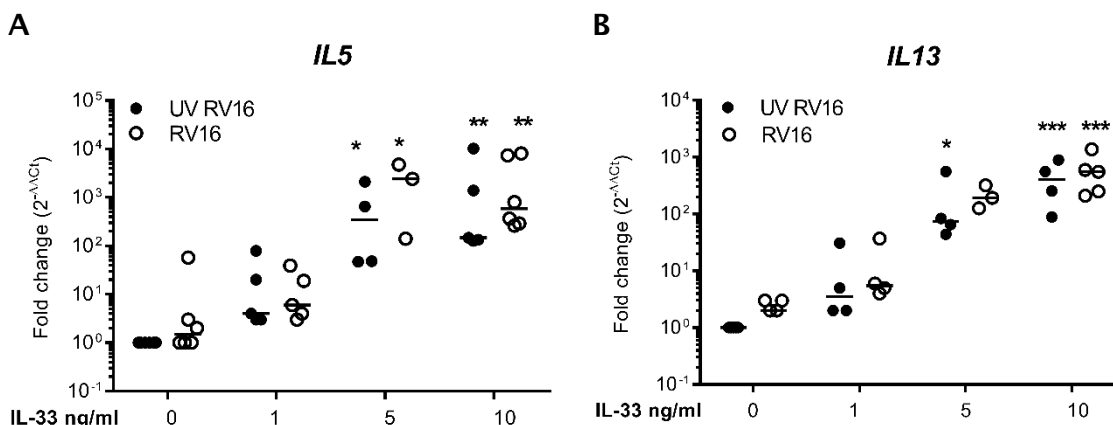 A
IL5
UV RV16
RV16
Fold change (2^-ΔΔCt)
10^5
10^4
10^3
10^2
10^1
10^0
10^-1
* * ** **
IL-33 ng/ml 0 1 5 10
B
IL13
UV RV16
RV16
Fold change (2^-ΔΔCt)
10^4
10^3
10^2
10^1
10^0
10^-1
* *** ***
IL-33 ng/ml 0 1 5 10